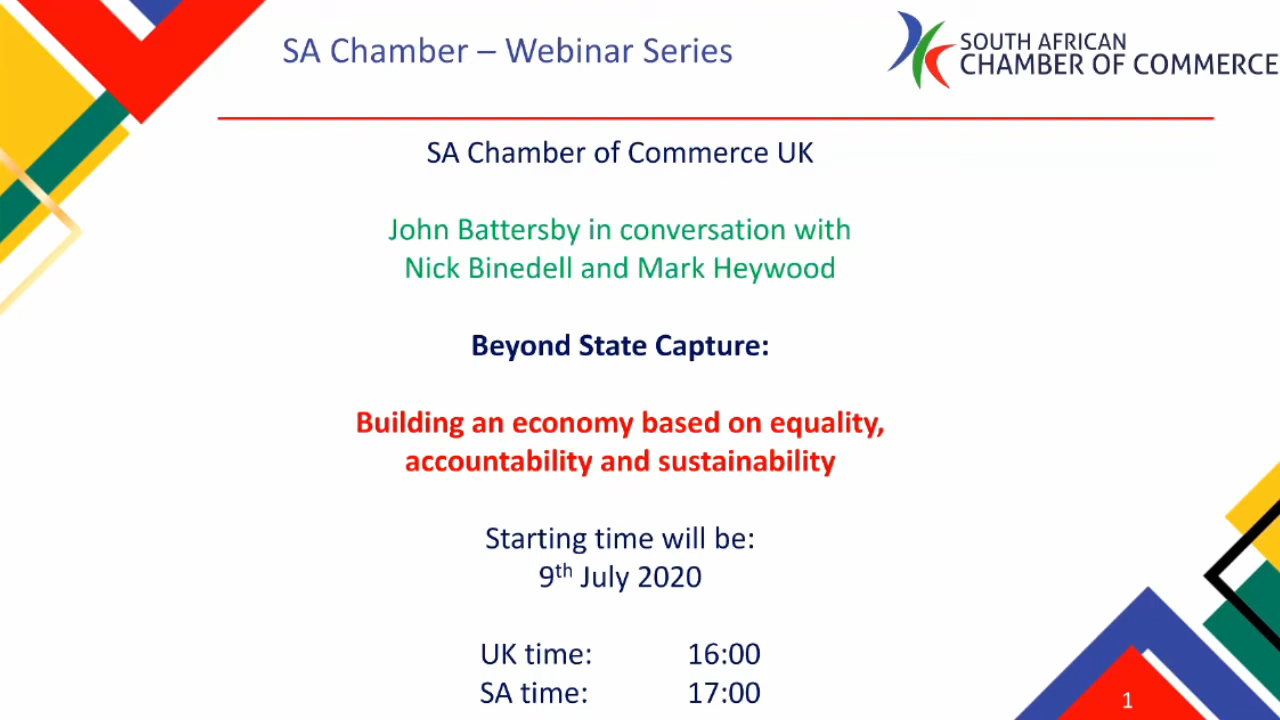 SA Chamber – Webinar Series
SOUTH AFRICAN
CHAMBER OF COMMERCE
SA Chamber of Commerce UK
John Battersby in conversation with
Nick Binedell and Mark Heywood
Beyond State Capture:
Building an economy based on equality,
accountability and sustainability
Starting time will be:
9th July 2020
UK time: 16:00
SA time: 17:00
1